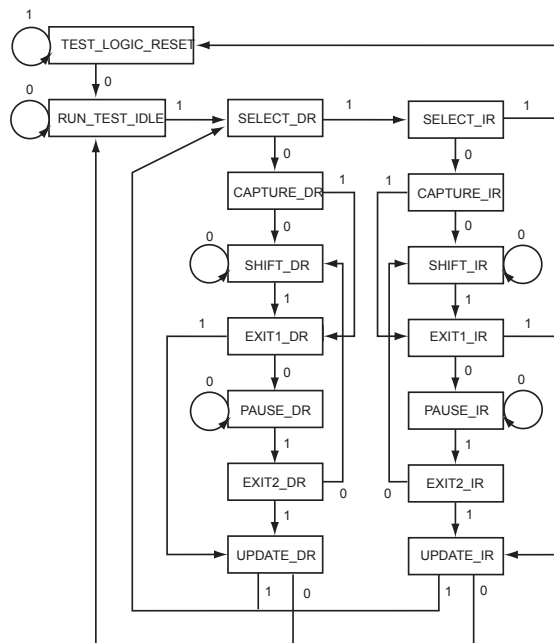 1
TEST_LOGIC_RESET
0
0
RUN_TEST_IDLE
1
SELECT_DR
1
SELECT_IR
1
0
0
CAPTURE_DR
1
1
CAPTURE_IR
0
0
0
0
SHIFT_DR
SHIFT_IR
1
1
1
EXIT1_DR
EXIT1_IR
1
0
0
0
0
PAUSE_DR
PAUSE_IR
1
1
EXIT2_DR
0
0
EXIT2_IR
1
1
UPDATE_DR
UPDATE_IR
1
0
1
0